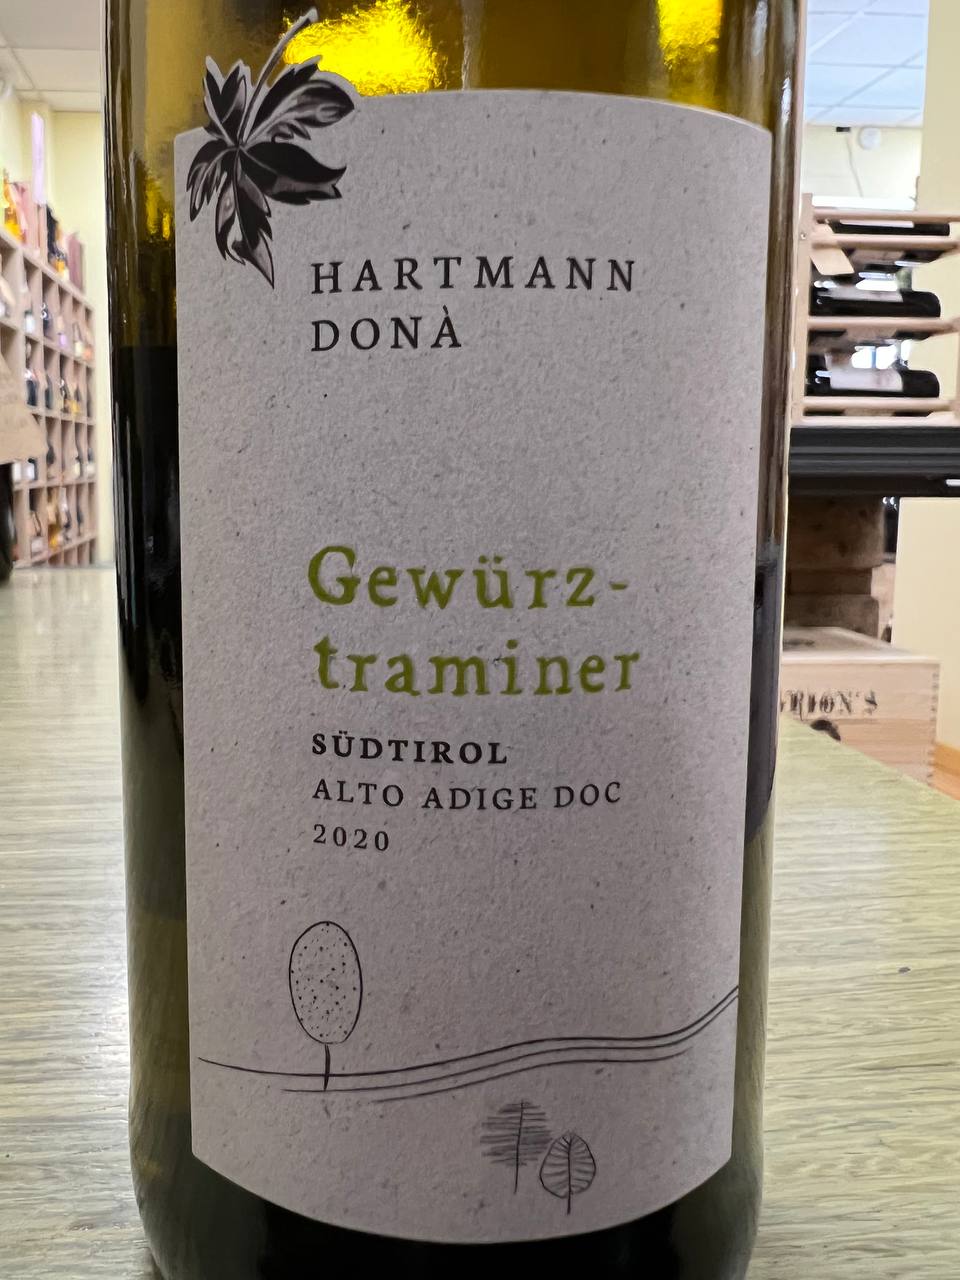 HARTMANN
DONÀ
Gewürz-
traminer
SÜDTIROL
ALTO ADIGE DOC
2020